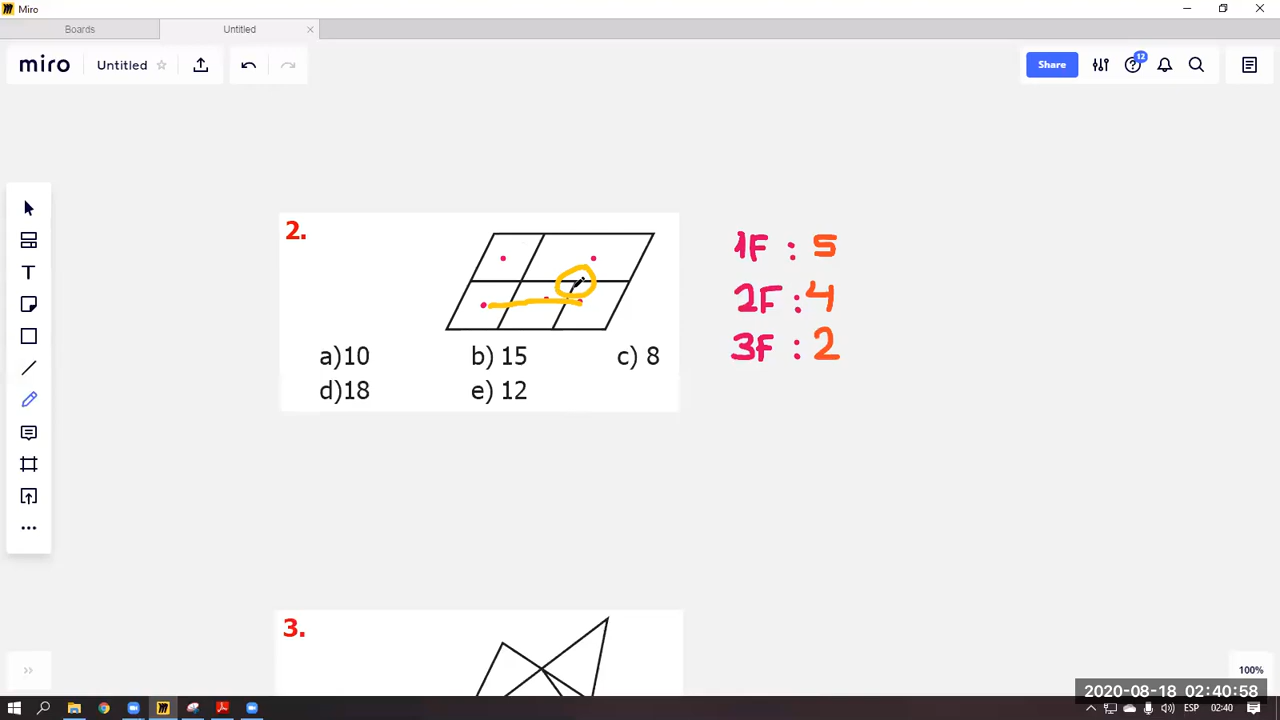 Miro
Boards
Untitled
miro
Untitled
Share
12
2.
1F : 5
2F : 4
3F : 2
a)10 b) 15 c) 8
d)18 e) 12
3.
100%
2020-08-18 02:40:58
ESP 02:40